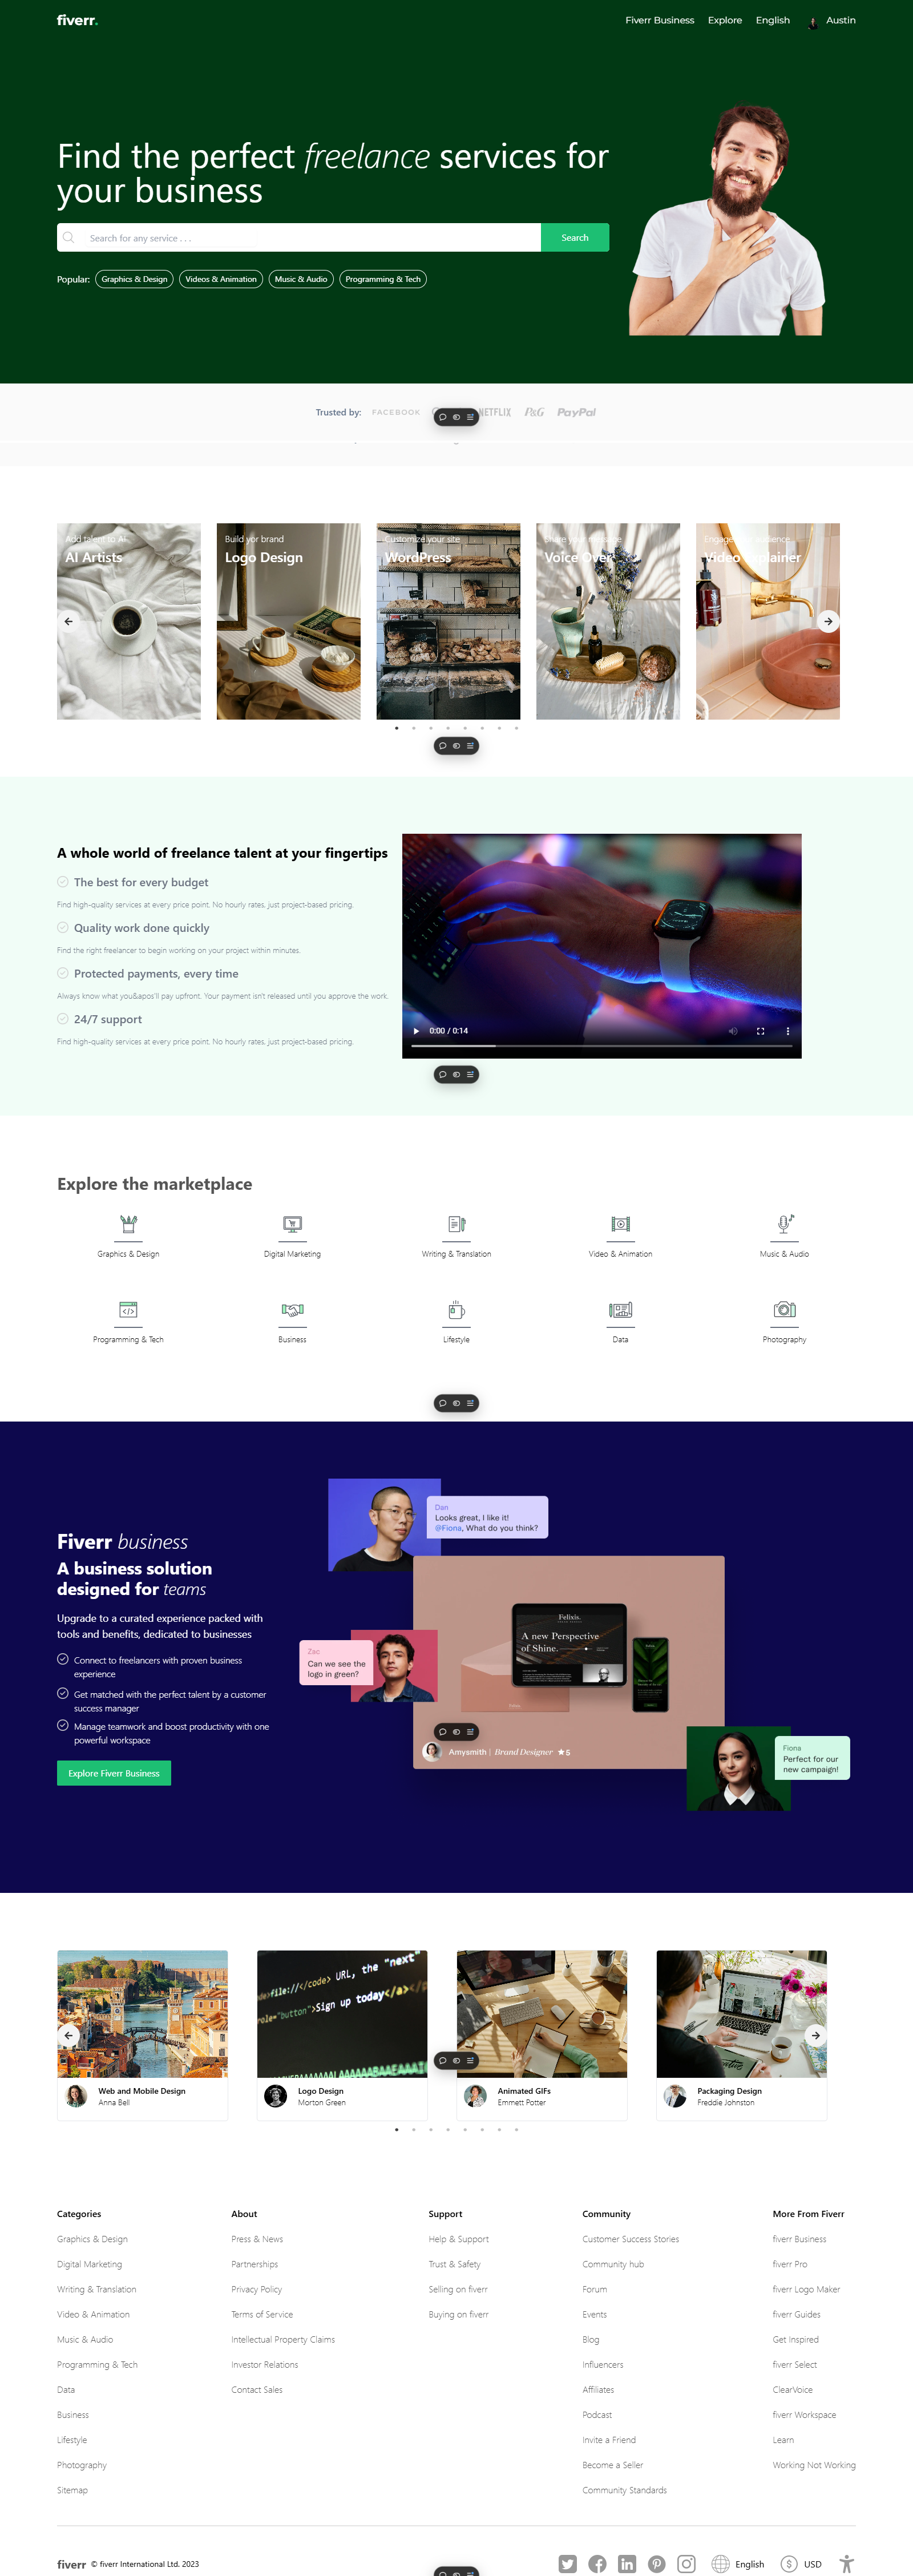 fiverr.
Fiverr Business Explore English Austin
Find the perfect freelance services for
your business
Search for any service . . .
Search
Popular: Graphics & Design Videos & Animation Music & Audio Programming & Tech
Trusted by: FACEBOOK NETFLIX P&G PayPal
Add talent to AI
AI Artists
Build yor brand
Logo Design
Customize your site
WordPress
Share your message
Voice Over
Engage your audience
Video Explainer
A whole world of freelance talent at your fingertips
The best for every budget
Find high-quality services at every price point. No hourly rates, just project-based pricing.
Quality work done quickly
Find the right freelancer to begin working on your project within minutes.
Protected payments, every time
Always know what you&apos'll pay upfront. Your payment isn't released until you approve the work.
24/7 support
Find high-quality services at every price point. No hourly rates, just project-based pricing.
0:00 / 0:14
Explore the marketplace
Graphics & Design
Digital Marketing
Writing & Translation
Video & Animation
Music & Audio
Programming & Tech
Business
Lifestyle
Data
Photography
Fiverr business
A business solution
designed for teams
Upgrade to a curated experience packed with
tools and benefits, dedicated to businesses
Connect to freelancers with proven business
experience
Get matched with the perfect talent by a customer
success manager
Manage teamwork and boost productivity with one
powerful workspace
Explore Fiverr Business
Dan
Looks great, I like it!
@Fiona, What do you think?
Zac
Can we see the
logo in green?
Felixis.
A new Perspective
of Shine.
Amysmith | Brand Designer ★5
Fiona
Perfect for our
new campaign!
file://</code> URL, the "next"
role="button">Sign up today</a>
Web and Mobile Design
Anna Bell
Logo Design
Morton Green
Animated GIFs
Emmett Potter
Packaging Design
Freddie Johnston
Categories
Graphics & Design
Digital Marketing
Writing & Translation
Video & Animation
Music & Audio
Programming & Tech
Data
Business
Lifestyle
Photography
Sitemap
About
Press & News
Partnerships
Privacy Policy
Terms of Service
Intellectual Property Claims
Investor Relations
Contact Sales
Support
Help & Support
Trust & Safety
Selling on fiverr
Buying on fiverr
Community
Customer Success Stories
Community hub
Forum
Events
Blog
Influencers
Affiliates
Podcast
Invite a Friend
Become a Seller
Community Standards
More From Fiverr
fiverr Business
fiverr Pro
fiverr Logo Maker
fiverr Guides
Get Inspired
fiverr Select
ClearVoice
fiverr Workspace
Learn
Working Not Working
fiverr © fiverr International Ltd. 2023
English
USD